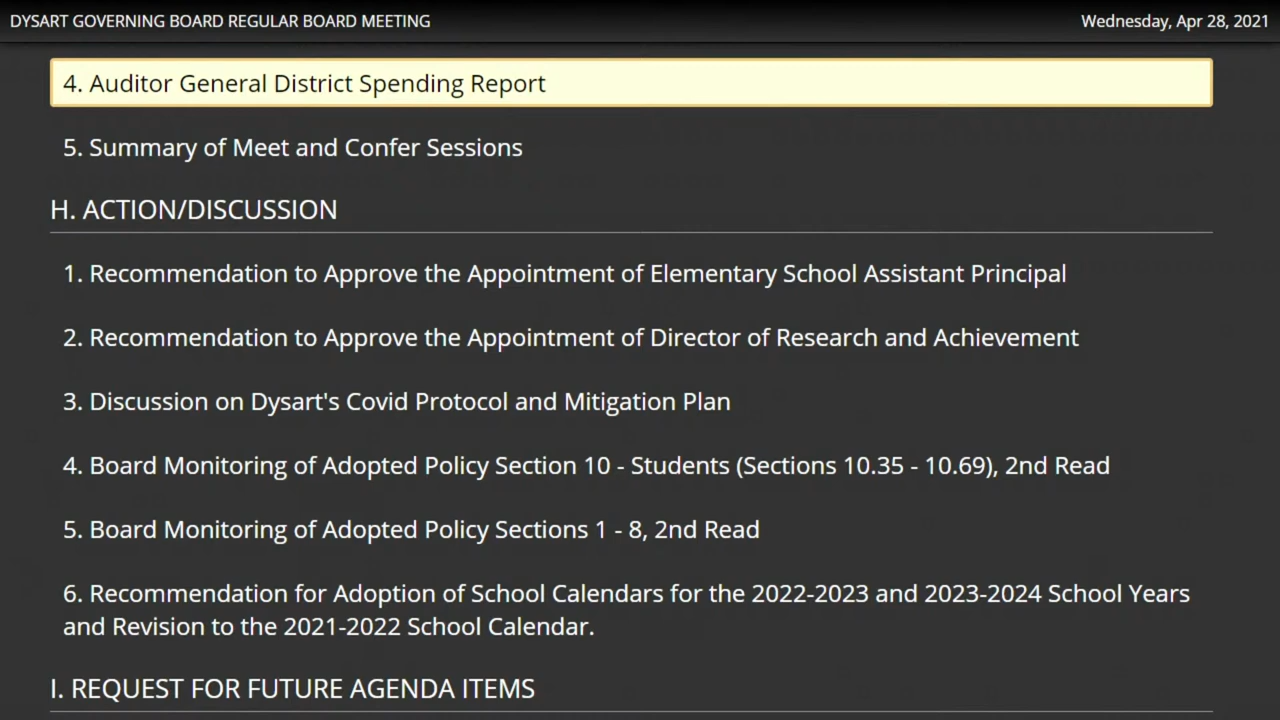 DYSART GOVERNING BOARD REGULAR BOARD MEETING
Wednesday, Apr 28, 2021
4. Auditor General District Spending Report
5. Summary of Meet and Confer Sessions
H. ACTION/DISCUSSION
1. Recommendation to Approve the Appointment of Elementary School Assistant Principal
2. Recommendation to Approve the Appointment of Director of Research and Achievement
3. Discussion on Dysart's Covid Protocol and Mitigation Plan
4. Board Monitoring of Adopted Policy Section 10 - Students (Sections 10.35 - 10.69), 2nd Read
5. Board Monitoring of Adopted Policy Sections 1 - 8, 2nd Read
6. Recommendation for Adoption of School Calendars for the 2022-2023 and 2023-2024 School Years
and Revision to the 2021-2022 School Calendar.
I. REQUEST FOR FUTURE AGENDA ITEMS